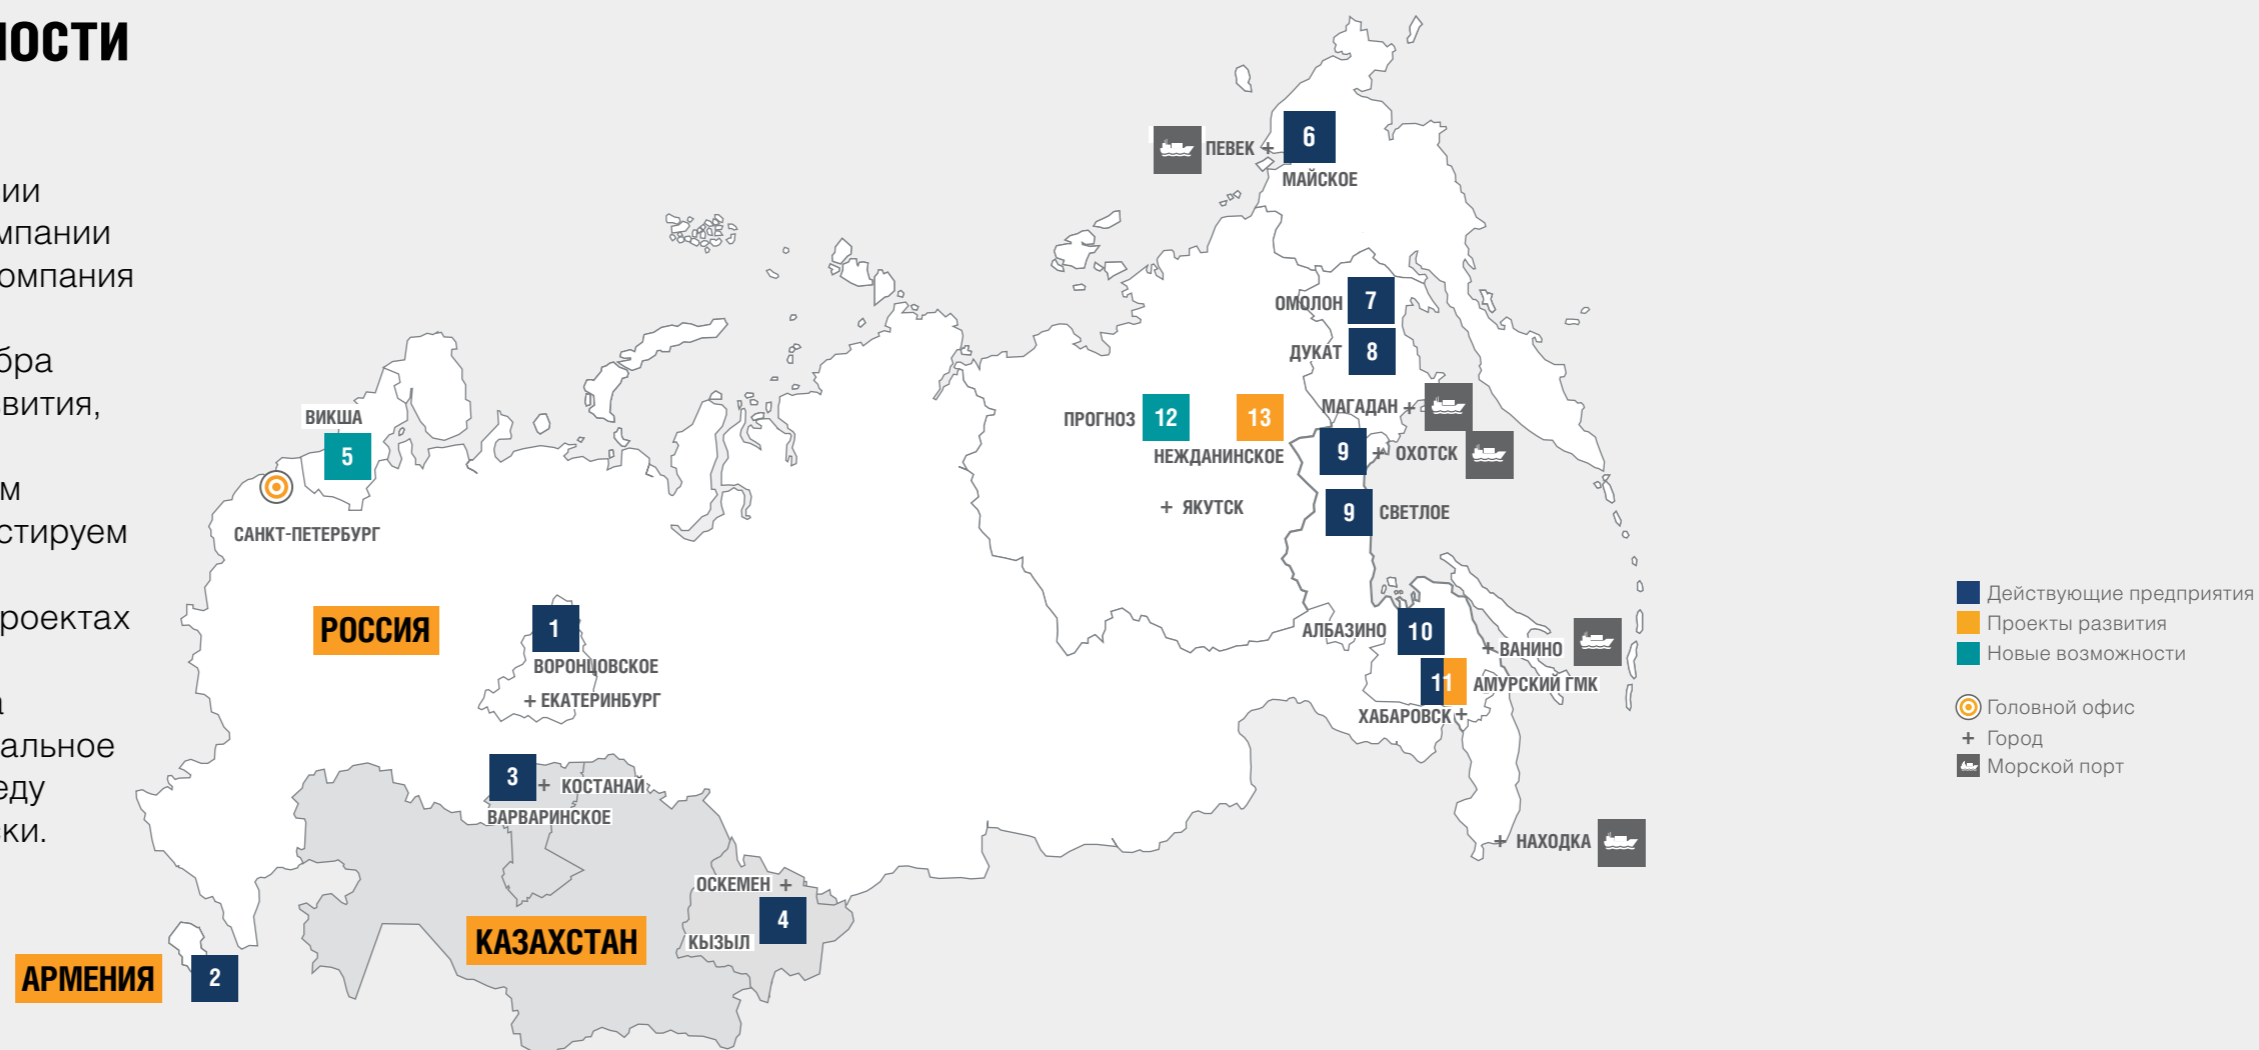 ности
ии
мпании
омпания
бра
вития,
м
стируем
роектах
а
альное
еду
ки.
6
ПЕВЕК
МАЙСКОЕ
ОМОЛОН 7
ДУКАТ 8
ВИКША
5
ПРОГНОЗ 12 13
МАГАДАН
НЕЖДАНИНСКОЕ
9 ОХОТСК
ЯКУТСК
9 СВЕТЛОЕ
САНКТ-ПЕТЕРБУРГ
РОССИЯ
1
ВОРОНЦОВСКОЕ
ЕКАТЕРИНБУРГ
АЛБАЗИНО 10
ВАНИНО
11 АМУРСКИЙ ГМК
ХАБАРОВСК
3 КОСТАНАЙ
ВАРВАРИНСКОЕ
НАХОДКА
ОСКЕМЕН
4
КЫЗЫЛ
КАЗАХСТАН
АРМЕНИЯ 2
Действующие предприятия
Проекты развития
Новые возможности
Головной офис
Город
Морской порт